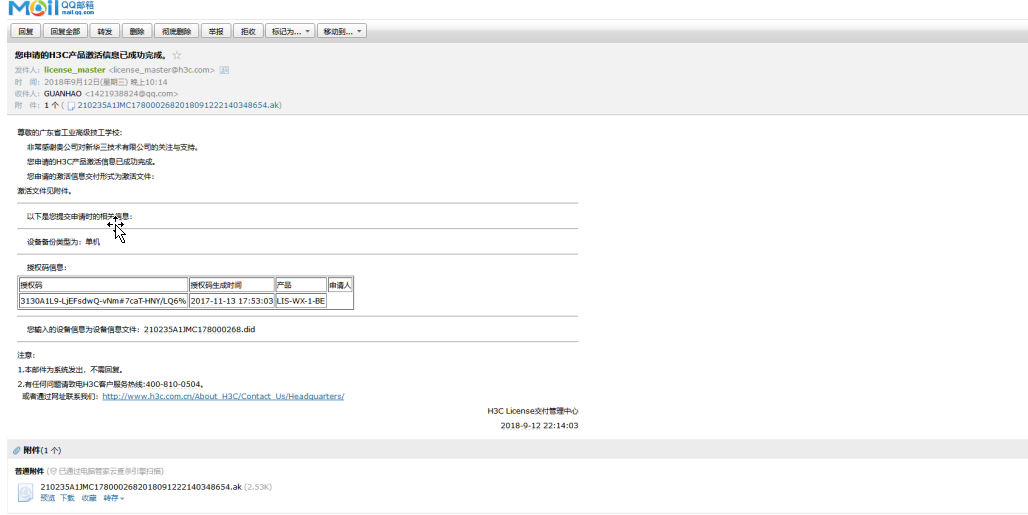 Mail QQ邮箱
mail.qq.com
回复 回复全部 转发 删除 彻底删除 举报 拒收 标记为... 移动到...
您申请的H3C产品激活信息已成功完成。
发件人: license_master <license_master@h3c.com>
时 间: 2018年9月12日(星期三) 晚上10:14
收件人: GUANHAO <1421938824@qq.com>
附 件: 1 个 ( 210235A1JMC1780002682018091222140348654.ak)
尊敬的广东省工业高级技工学校:
非常感谢贵公司对新华三技术有限公司的关注与支持。
您申请的H3C产品激活信息已成功完成。
您申请的激活信息交付形式为激活文件:
激活文件见附件。
以下是您提交申请时的相关信息:
设备备份类型为: 单机
授权码信息:
授权码 授权码生成时间 产品 申请人
3130A1L9-LjEFsdwQ-vNm#7caT-HNY/LQ6% 2017-11-13 17:53:03 LIS-WX-1-BE
您输入的设备信息为设备信息文件: 210235A1JMC178000268.did
注意:
1.本邮件为系统发出，不需回复。
2.有任何问题请致电H3C客户服务热线:400-810-0504。
或者通过网址联系我们: http://www.h3c.com.cn/About_H3C/Contact_Us/Headquarters/
H3C License交付管理中心
2018-9-12 22:14:03
附件(1 个)
普通附件 (已通过电脑管家云查杀引擎扫描)
210235A1JMC1780002682018091222140348654.ak (2.53K)
预览 下载 收藏 转存